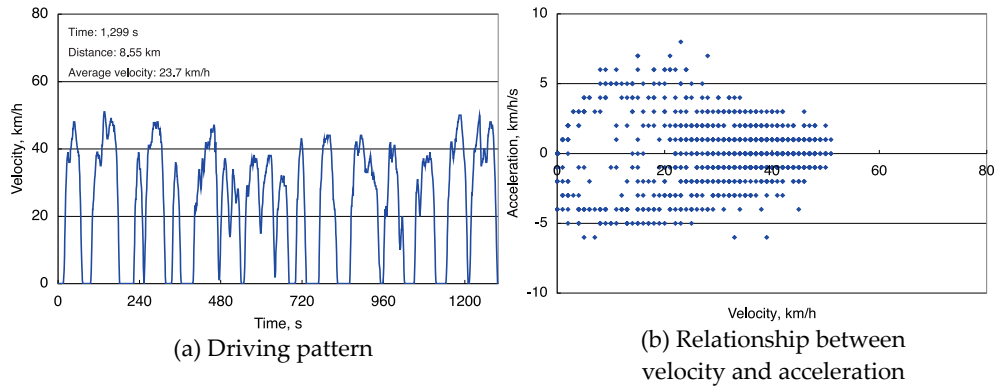 80
60
40
20
0
Velocity, km/h
Time: 1,299 s
Distance: 8.55 km
Average velocity: 23.7 km/h
0 240 480 720 960 1200
Time, s
(a) Driving pattern
10
5
0
-5
-10
Acceleration, km/h/s
0 20 40 60 80
Velocity, km/h
(b) Relationship between
velocity and acceleration